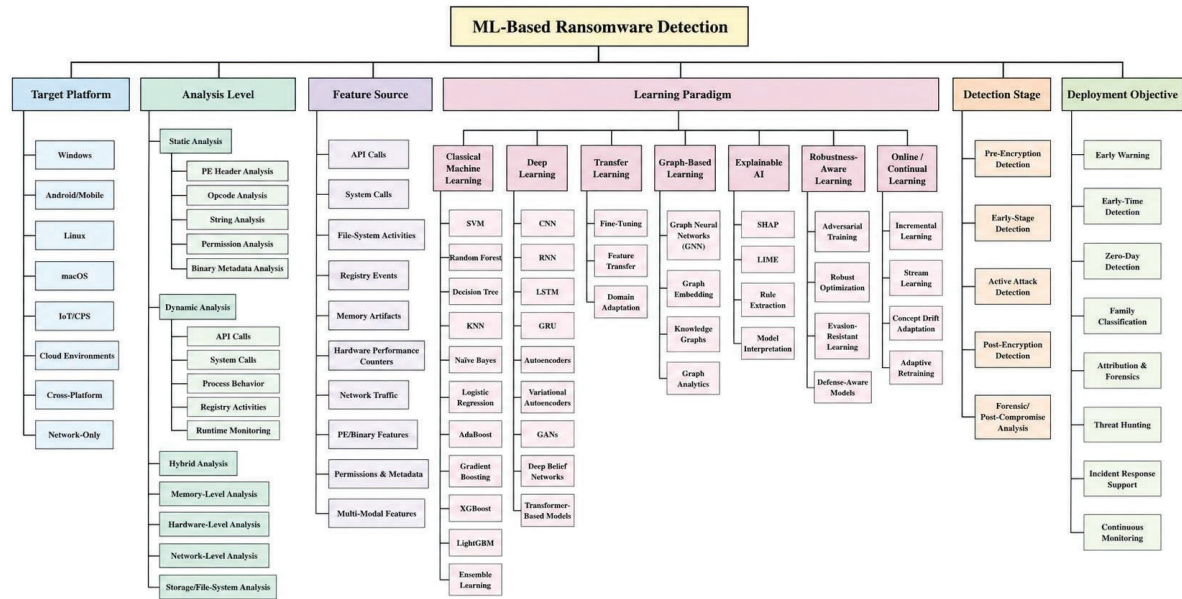 ML-Based Ransomware Detection
Target Platform
Windows
Android/Mobile
Linux
macOS
IoT/CPS
Cloud Environments
Cross-Platform
Network-Only
Analysis Level
Static Analysis
PE Header Analysis
Opcode Analysis
String Analysis
Permission Analysis
Binary Metadata Analysis
Dynamic Analysis
API Calls
System Calls
Process Behavior
Registry Activities
Runtime Monitoring
Hybrid Analysis
Memory-Level Analysis
Hardware-Level Analysis
Network-Level Analysis
Storage/File-System Analysis
Feature Source
API Calls
System Calls
File-System Activities
Registry Events
Memory Artifacts
Hardware Performance
Counters
Network Traffic
PE/Binary Features
Permissions & Metadata
Multi-Modal Features
Learning Paradigm
Classical
Machine
Learning
SVM
Random Forest
Decision Tree
KNN
Naïve Bayes
Logistic
Regression
AdaBoost
Gradient
Boosting
XGBoost
LightGBM
Ensemble
Learning
Deep
Learning
CNN
RNN
LSTM
GRU
Autoencoders
Variational
Autoencoders
GANs
Deep Belief
Networks
Transformer-
Based Models
Transfer
Learning
Fine-Tuning
Feature
Transfer
Domain
Adaptation
Graph-Based
Learning
Graph Neural
Networks
(GNN)
Graph
Embedding
Knowledge
Graphs
Graph
Analytics
Explainable
AI
SHAP
LIME
Rule
Extraction
Model
Interpretation
Robustness-
Aware
Learning
Adversarial
Training
Robust
Optimization
Evasion-
Resistant
Learning
Defense-Aware
Models
Online /
Continual
Learning
Incremental
Learning
Stream
Learning
Concept Drift
Adaptation
Adaptive
Retraining
Detection Stage
Pre-Encryption
Detection
Early-Stage
Detection
Active Attack
Detection
Post-Encryption
Detection
Forensic/
Post-Compromise
Analysis
Deployment Objective
Early Warning
Early-Time
Detection
Zero-Day
Detection
Family
Classification
Attribution &
Forensics
Threat Hunting
Incident Response
Support
Continuous
Monitoring